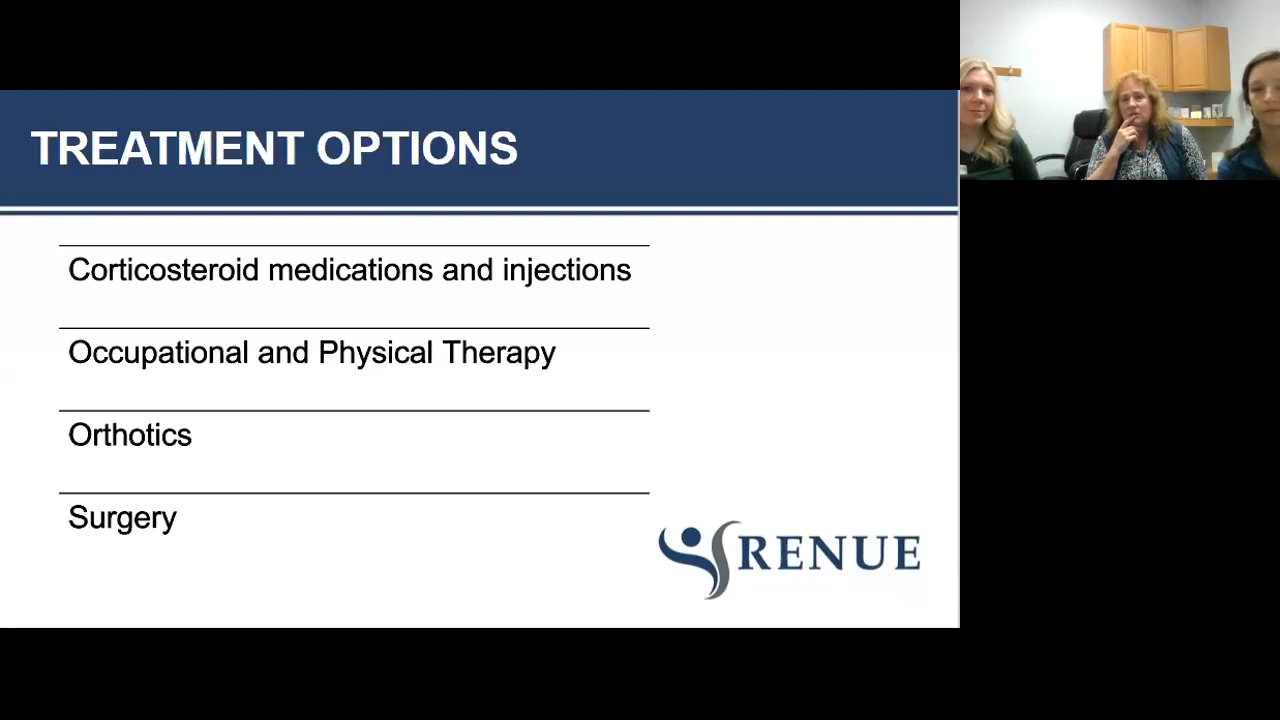 TREATMENT OPTIONS
Corticosteroid medications and injections
Occupational and Physical Therapy
Orthotics
Surgery
RENUE